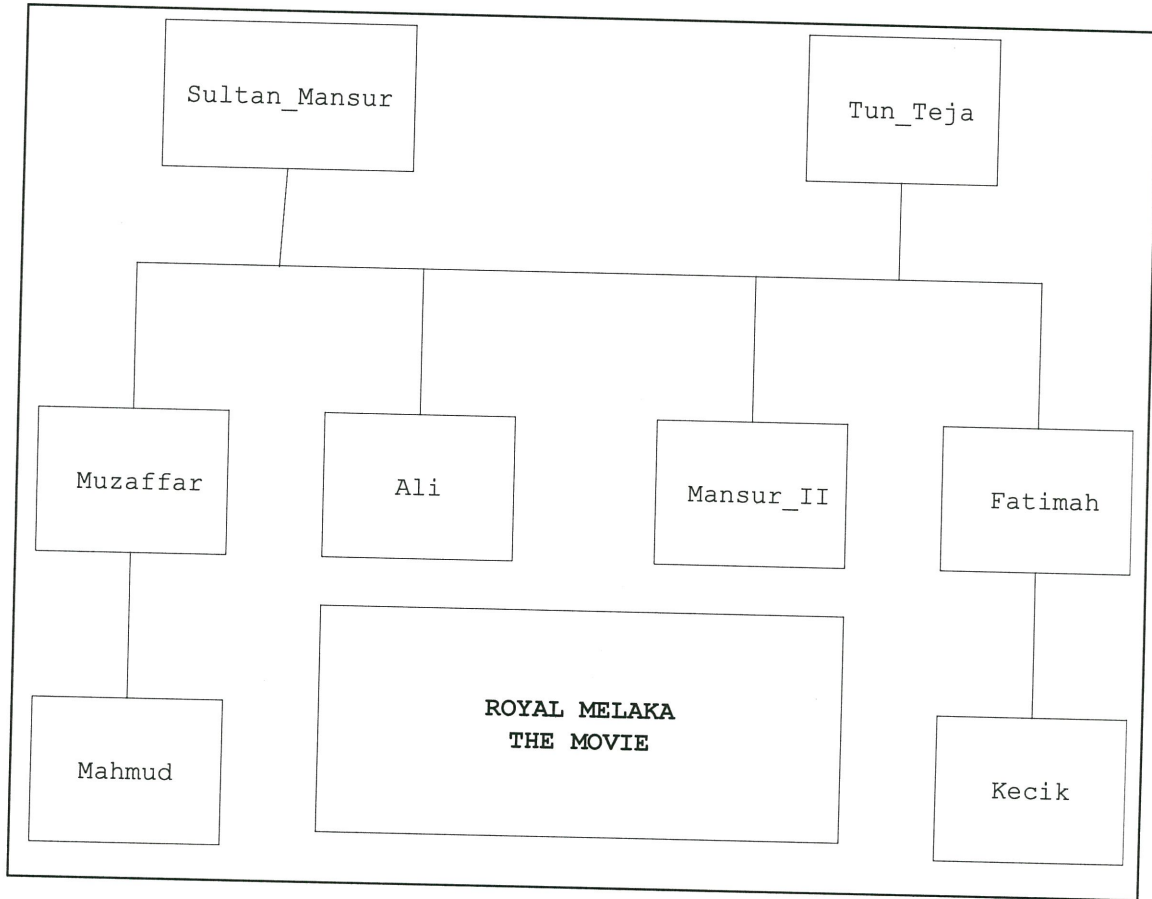 Sultan_Mansur
Tun_Teja
Muzaffar
Ali
Mansur_II
Fatimah
ROYAL MELAKA
THE MOVIE
Mahmud
Kecik